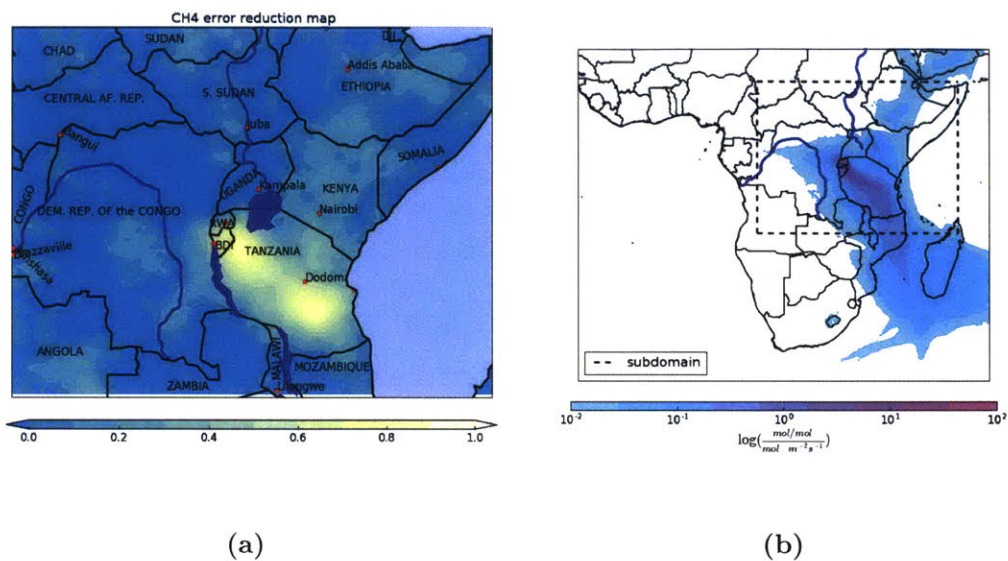 CH4 error reduction map
SUDAN
DJI
CHAD
Addis Ababa
ETHIOPIA
S. SUDAN
CENTRAL AF. REP.
Juba
Bangui
SOMALIA
UGANDA
Kampala
KENYA
CONGO
DEM. REP. OF the CONGO
Nairobi
RWA
BDI
TANZANIA
Brazzaville
Kinshasa
Dodoma
ANGOLA
MALAWI
MOZAMBIQUE
ZAMBIA
Lilongwe
0.0 0.2 0.4 0.6 0.8 1.0
subdomain
10⁻² 10⁻¹ 10⁰ 10¹ 10²
log(mol/mol / mol m⁻²s⁻¹)
(a) (b)